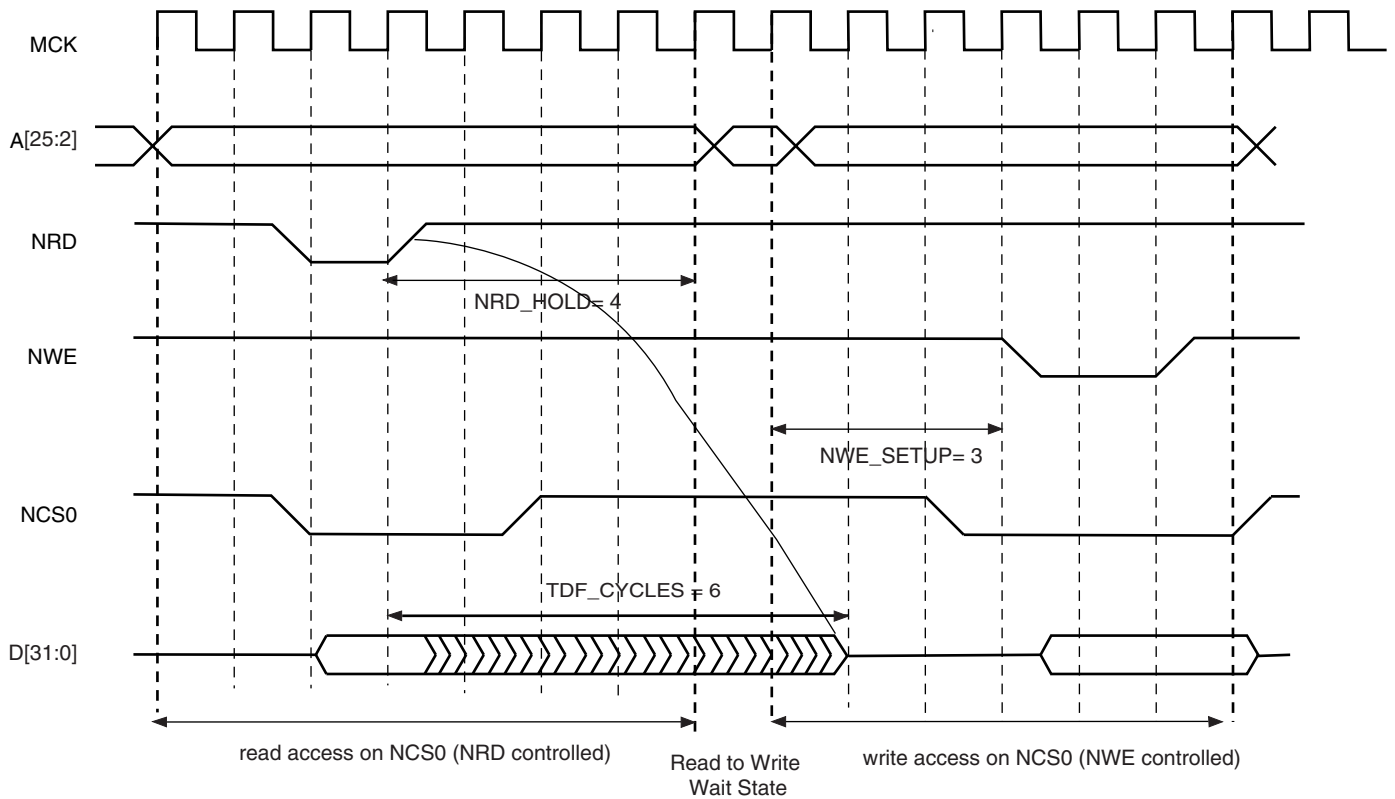 MCK
A[25:2]
NRD
NRD_HOLD= 4
NWE
NWE_SETUP= 3
NCS0
TDF_CYCLES = 6
D[31:0]
read access on NCS0 (NRD controlled)
Read to Write
Wait State
write access on NCS0 (NWE controlled)